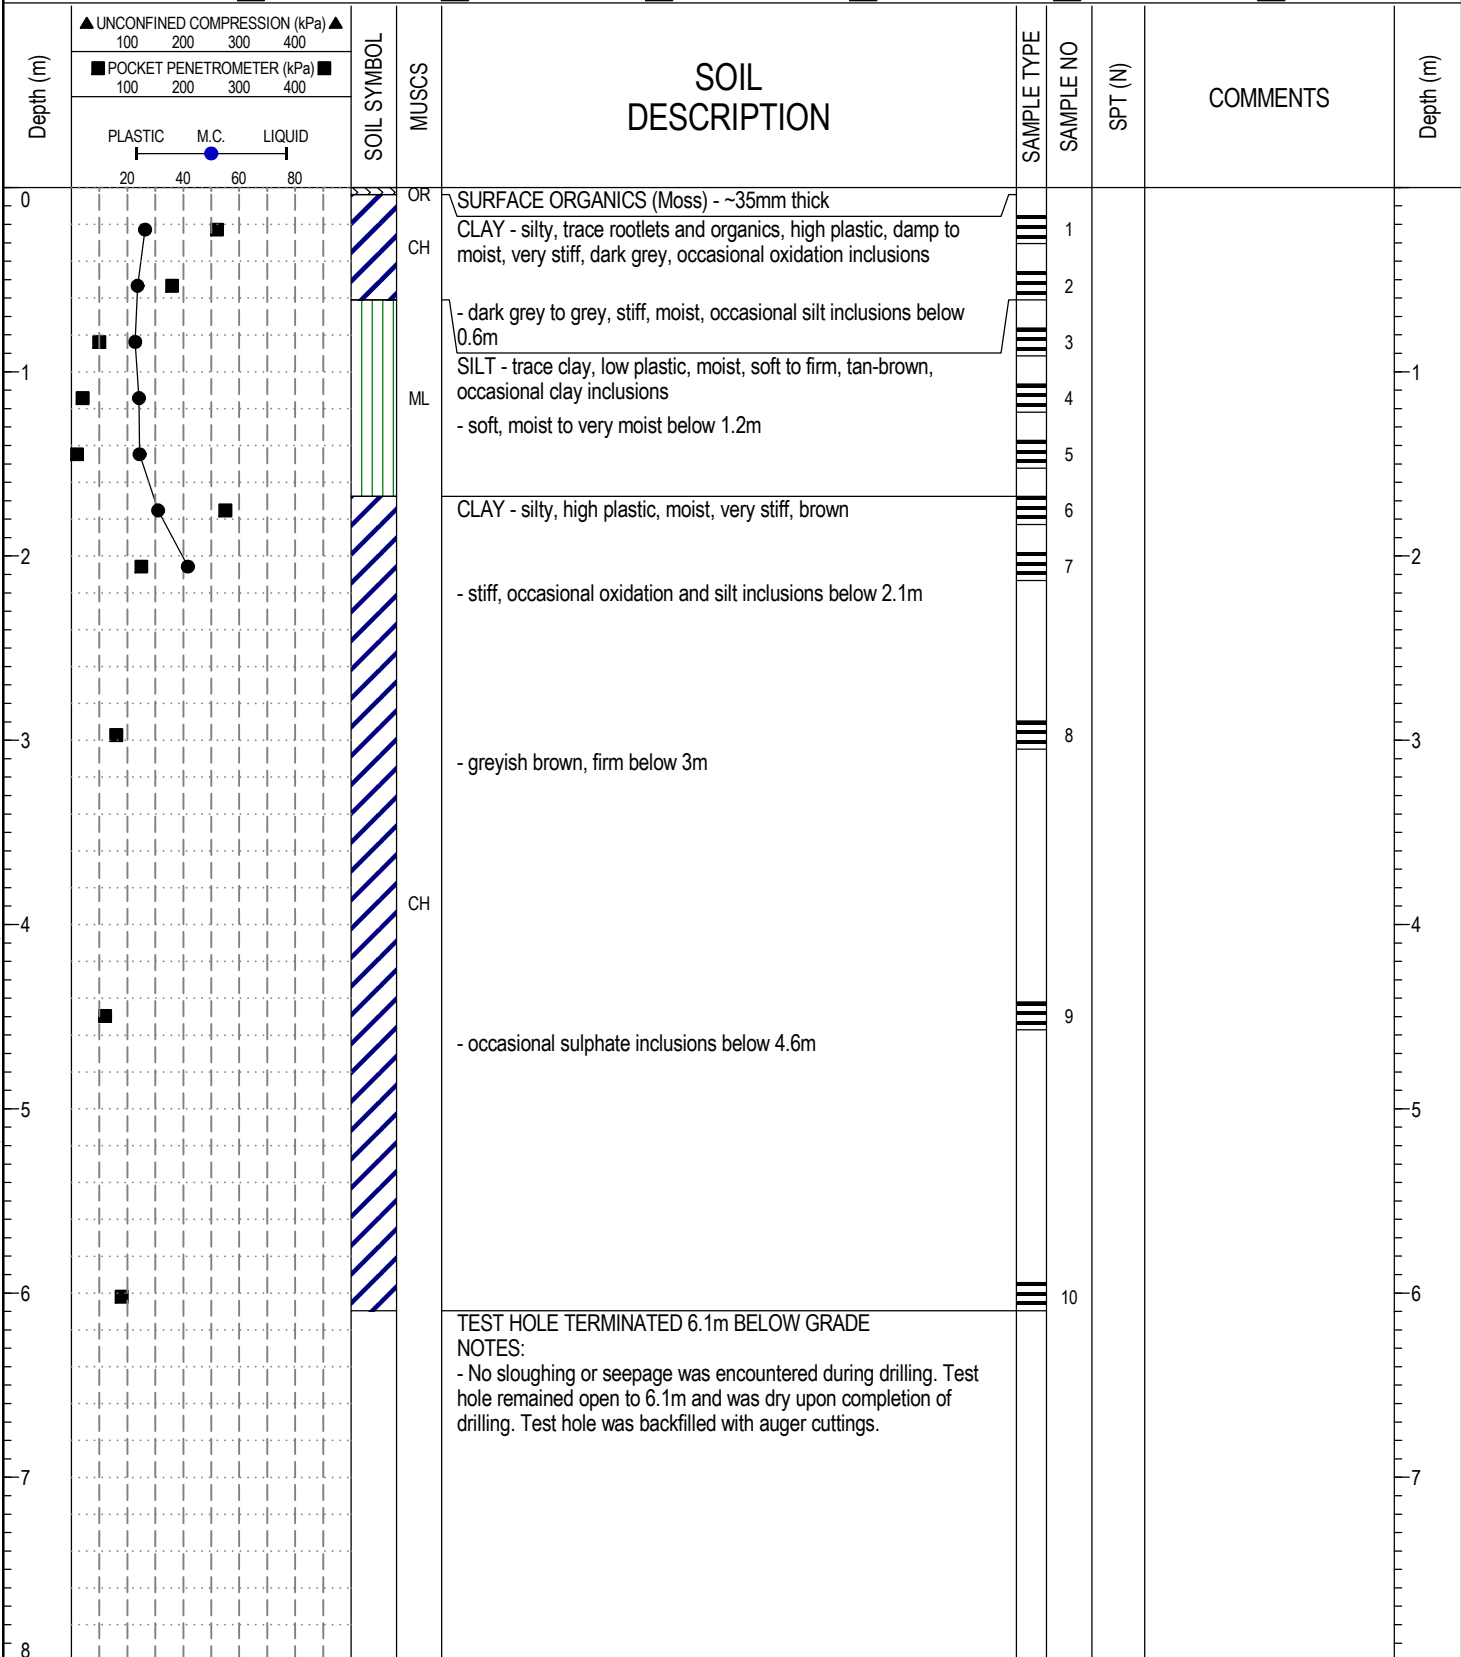 ▲ UNCONFINED COMPRESSION (kPa) ▲
100 200 300 400
■ POCKET PENETROMETER (kPa) ■
100 200 300 400
PLASTIC M.C. LIQUID
20 40 60 80
Depth (m)
SOIL SYMBOL
MUSCS
SOIL
DESCRIPTION
SAMPLE TYPE
SAMPLE NO
SPT (N)
COMMENTS
Depth (m)
0
OR
SURFACE ORGANICS (Moss) - ~35mm thick
CH
CLAY - silty, trace rootlets and organics, high plastic, damp to
moist, very stiff, dark grey, occasional oxidation inclusions
1
2
- dark grey to grey, stiff, moist, occasional silt inclusions below
0.6m
3
1
ML
SILT - trace clay, low plastic, moist, soft to firm, tan-brown,
occasional clay inclusions
4
1
- soft, moist to very moist below 1.2m
5
CLAY - silty, high plastic, moist, very stiff, brown
6
2
7
2
- stiff, occasional oxidation and silt inclusions below 2.1m
3
8
3
- greyish brown, firm below 3m
CH
4
4
9
- occasional sulphate inclusions below 4.6m
5
5
6
10
6
TEST HOLE TERMINATED 6.1m BELOW GRADE
NOTES:
- No sloughing or seepage was encountered during drilling. Test
hole remained open to 6.1m and was dry upon completion of
drilling. Test hole was backfilled with auger cuttings.
7
7
8